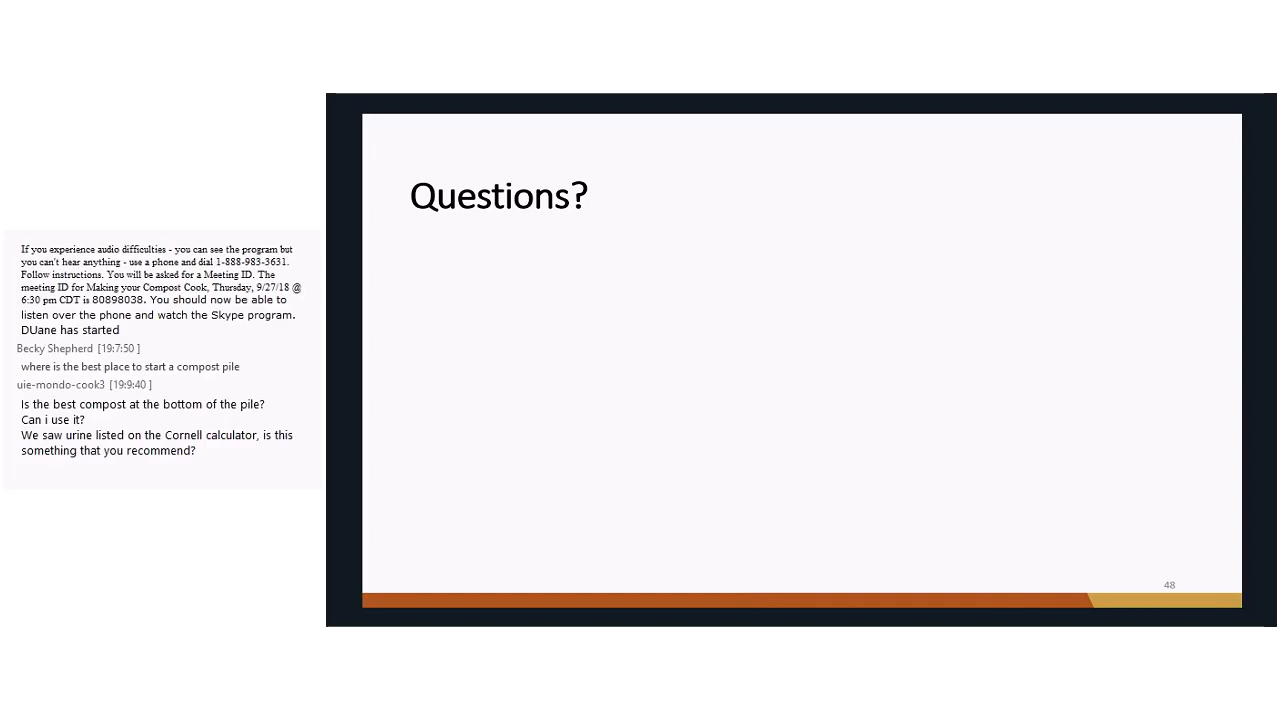 If you experience audio difficulties - you can see the program but
you can't hear anything - use a phone and dial 1-888-983-3631.
Follow instructions. You will be asked for a Meeting ID. The
meeting ID for Making your Compost Cook, Thursday, 9/27/18 @
6:30 pm CDT is 80898038. You should now be able to
listen over the phone and watch the Skype program.
DUane has started
Becky Shepherd [19:7:50 ]
where is the best place to start a compost pile
uie-mondo-cook3 [19:9:40 ]
Is the best compost at the bottom of the pile?
Can i use it?
We saw urine listed on the Cornell calculator, is this
something that you recommend?
Questions?
48